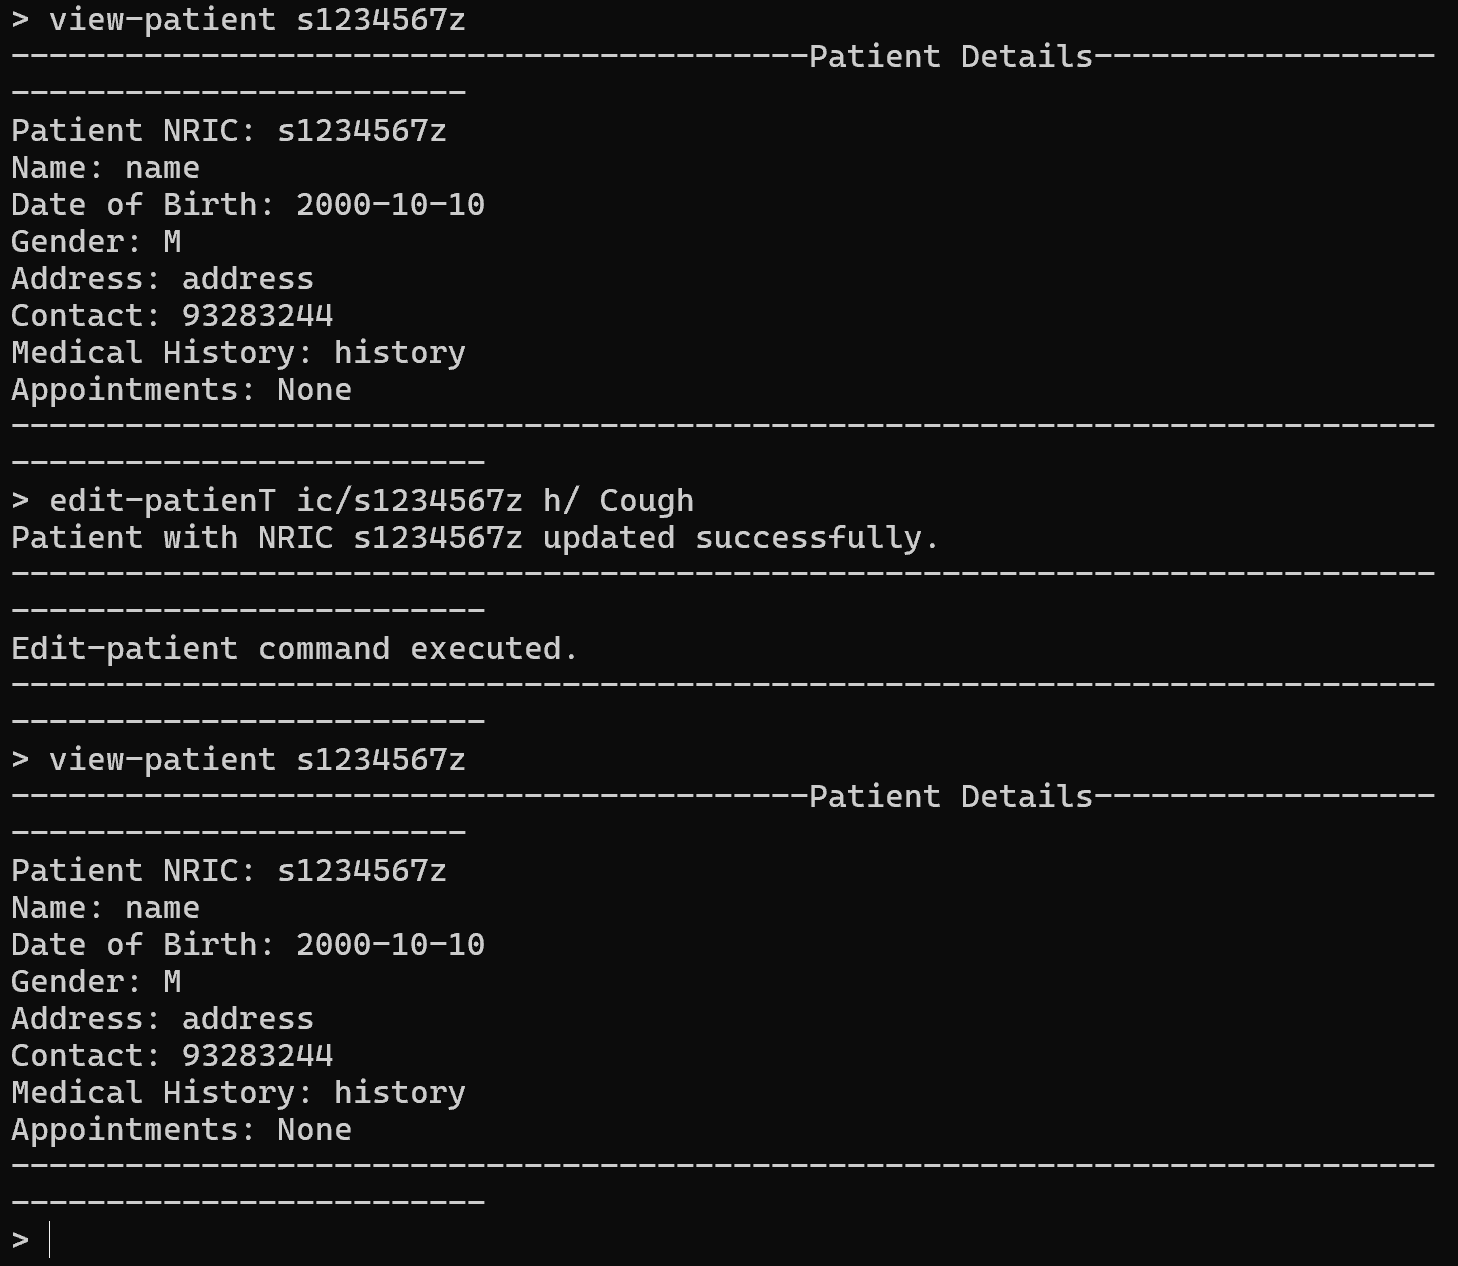 > view-patient s1234567z
------------------------------------------Patient Details------------------
------------------------
Patient NRIC: s1234567z
Name: name
Date of Birth: 2000-10-10
Gender: M
Address: address
Contact: 93283244
Medical History: history
Appointments: None
---------------------------------------------------------------------------
-------------------------
> edit-patienT ic/s1234567z h/ Cough
Patient with NRIC s1234567z updated successfully.
---------------------------------------------------------------------------
-------------------------
Edit-patient command executed.
---------------------------------------------------------------------------
-------------------------
> view-patient s1234567z
------------------------------------------Patient Details------------------
------------------------
Patient NRIC: s1234567z
Name: name
Date of Birth: 2000-10-10
Gender: M
Address: address
Contact: 93283244
Medical History: history
Appointments: None
---------------------------------------------------------------------------
-------------------------
>